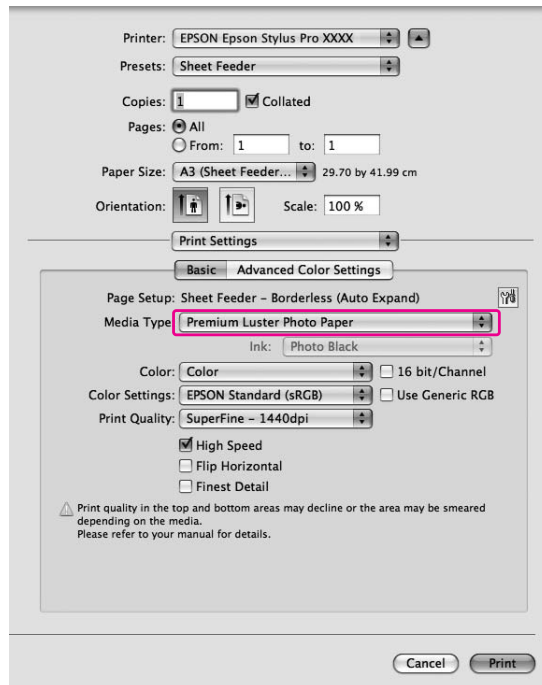 Printer: EPSON Epson Stylus Pro XXXX
Presets: Sheet Feeder
Copies: 1 Collated
Pages: All
From: 1 to: 1
Paper Size: A3 (Sheet Feeder... 29.70 by 41.99 cm
Orientation: Scale: 100 %
Print Settings
Basic Advanced Color Settings
Page Setup: Sheet Feeder - Borderless (Auto Expand)
Media Type Premium Luster Photo Paper
Ink: Photo Black
Color: Color 16 bit/Channel
Color Settings: EPSON Standard (sRGB) Use Generic RGB
Print Quality: SuperFine - 1440dpi
High Speed
Flip Horizontal
Finest Detail
Print quality in the top and bottom areas may decline or the area may be smeared
depending on the media.
Please refer to your manual for details.
Cancel Print